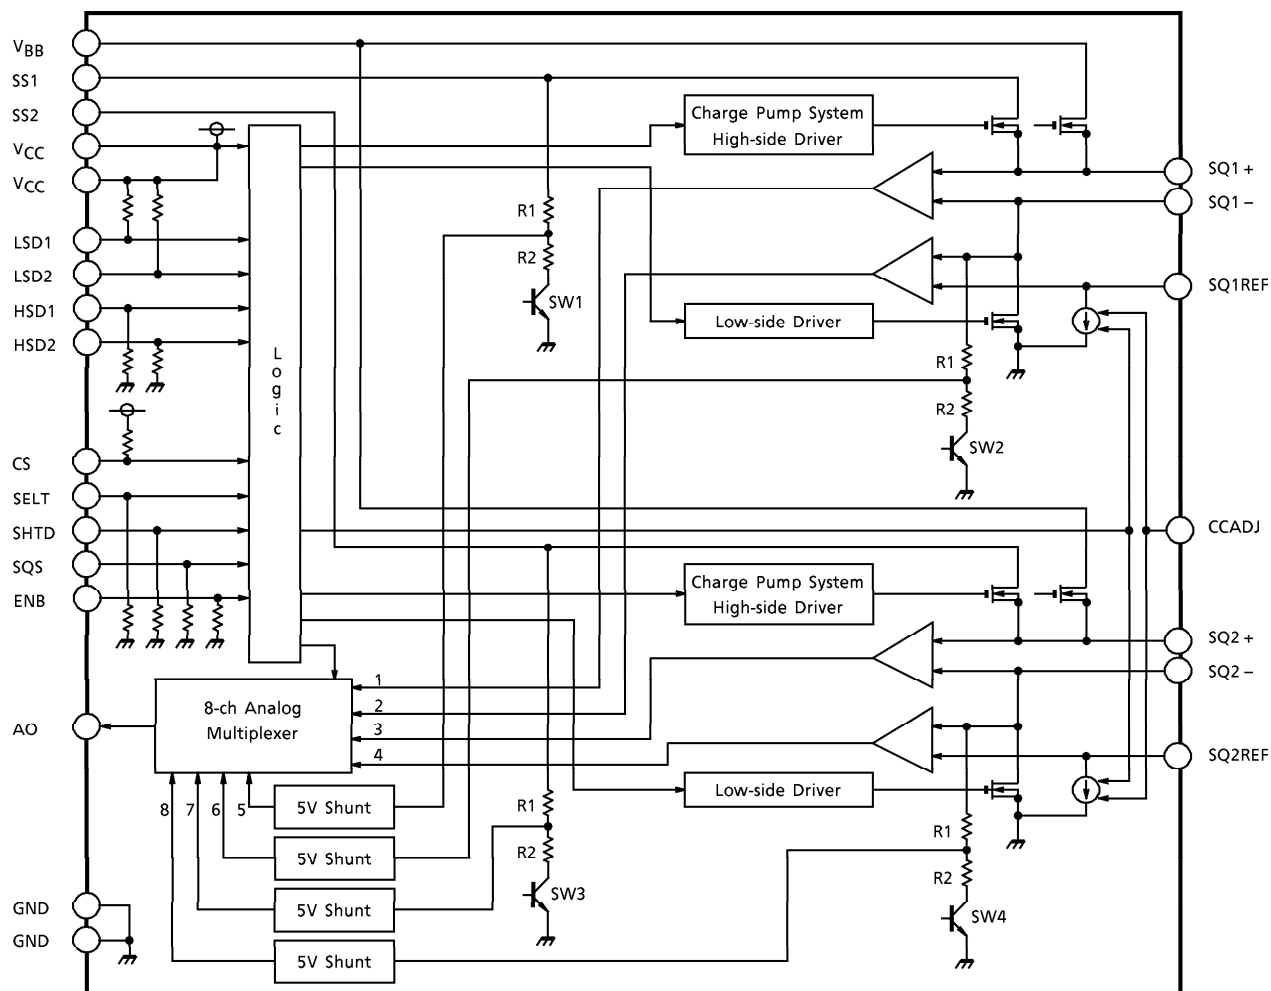 VBB
SS1
SS2
VCC
VCC
LSD1
LSD2
HSD1
HSD2
CS
SELT
SHTD
SQS
ENB
AO
GND
GND
Logic
Charge Pump System
High-side Driver
R1
R2
SW1
Low-side Driver
R1
R2
SW2
SQ1+
SQ1−
SQ1REF
CCADJ
Charge Pump System
High-side Driver
SQ2+
SQ2−
SQ2REF
8-ch Analog
Multiplexer
1
2
3
4
8
7
6
5
5V Shunt
5V Shunt
5V Shunt
5V Shunt
R1
R2
SW3
Low-side Driver
R1
R2
SW4